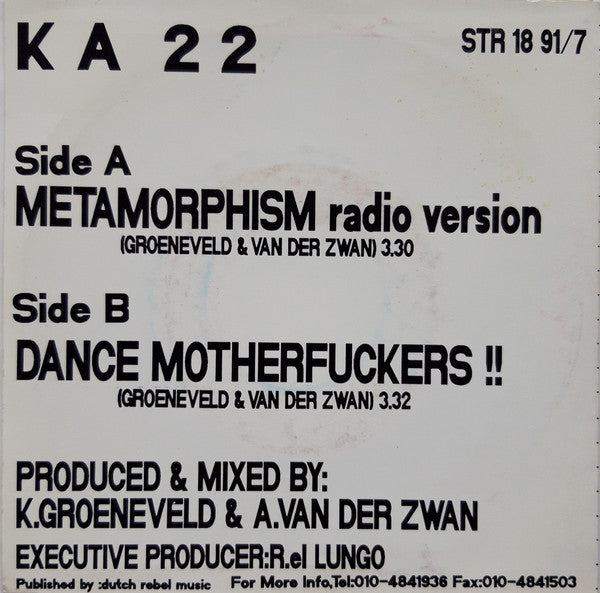 KA 22
STR 18 91/7
Side A
METAMORPHISM radio version
(GROENEVELD & VAN DER ZWAN) 3.30
Side B
DANCE MOTHERFUCKERS !!
(GROENEVELD & VAN DER ZWAN) 3.32
PRODUCED & MIXED BY:
K.GROENEVELD & A.VAN DER ZWAN
EXECUTIVE PRODUCER:R.el LUNGO
Published by :dutch rebel music For More Info,Tel:010-4841936 Fax:010-4841503